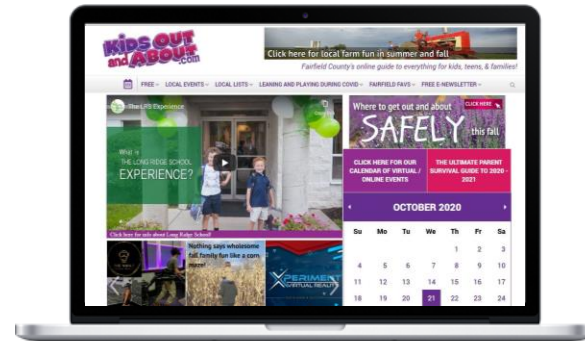 KIDS OUT
and ABOUT.com
Click here for local farm fun in summer and fall
Fairfield County's online guide to everything for kids, teens, & families!
FREE LOCAL EVENTS LOCAL LISTS LEANING AND PLAYING DURING COVID FAIRFIELD FAVS FREE E-NEWSLETTER
The LRS Experience
What is
THE LONG RIDGE SCHOOL
EXPERIENCE?
Click here for info about Long Ridge School!
Nothing says wholesome
fall family fun like a corn
maze!
XPERIMENT
VIRTUAL REALITY
Where to get out and about
CLICK HERE
SAFELY
this fall
CLICK HERE FOR OUR
CALENDAR OF VIRTUAL /
ONLINE EVENTS
THE ULTIMATE PARENT
SURVIVAL GUIDE TO 2020 -
2021
OCTOBER 2020
Su Mo Tu We Th Fr Sa
1 2 3
4 5 6 7 8 9 10
11 12 13 14 15 16 17
18 19 20 21 22 23 24